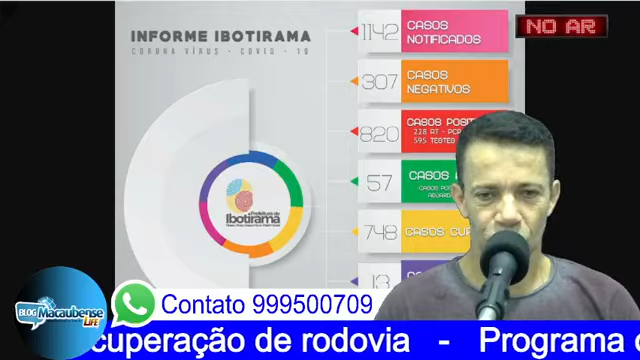 INFORME IBOTIRAMA
CORONA VÍRUS - COVID - 19
1142 CASOS NOTIFICADOS
NO AR
307 CASOS NEGATIVOS
820 CASOS POSIT
228 RT - PCR
595 TESTES
57 CASOS
748 CASOS CU
13
Prefeitura de
Ibotirama
BLOG
Macaubense
LIFE
Contato 999500709
cuperação de rodovia - Programa